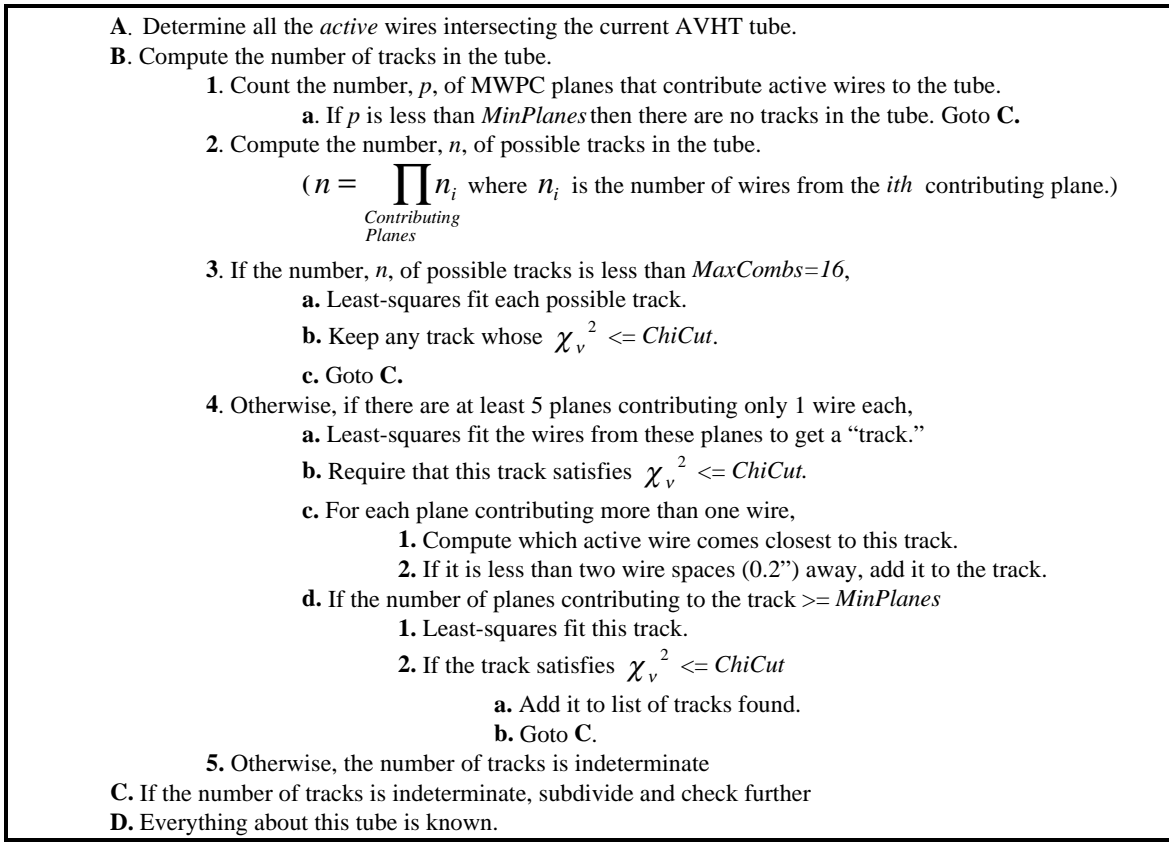 A. Determine all the active wires intersecting the current AVHT tube.
B. Compute the number of tracks in the tube.
1. Count the number, p, of MWPC planes that contribute active wires to the tube.
a. If p is less than MinPlanes then there are no tracks in the tube. Goto C.
2. Compute the number, n, of possible tracks in the tube.
( n = ∏ n_i where n_i is the number of wires from the ith contributing plane.)
Contributing
Planes
3. If the number, n, of possible tracks is less than MaxCombs=16,
a. Least-squares fit each possible track.
b. Keep any track whose χ_ν² <= ChiCut.
c. Goto C.
4. Otherwise, if there are at least 5 planes contributing only 1 wire each,
a. Least-squares fit the wires from these planes to get a “track.”
b. Require that this track satisfies χ_ν² <= ChiCut.
c. For each plane contributing more than one wire,
1. Compute which active wire comes closest to this track.
2. If it is less than two wire spaces (0.2”) away, add it to the track.
d. If the number of planes contributing to the track >= MinPlanes
1. Least-squares fit this track.
2. If the track satisfies χ_ν² <= ChiCut
a. Add it to list of tracks found.
b. Goto C.
5. Otherwise, the number of tracks is indeterminate
C. If the number of tracks is indeterminate, subdivide and check further
D. Everything about this tube is known.